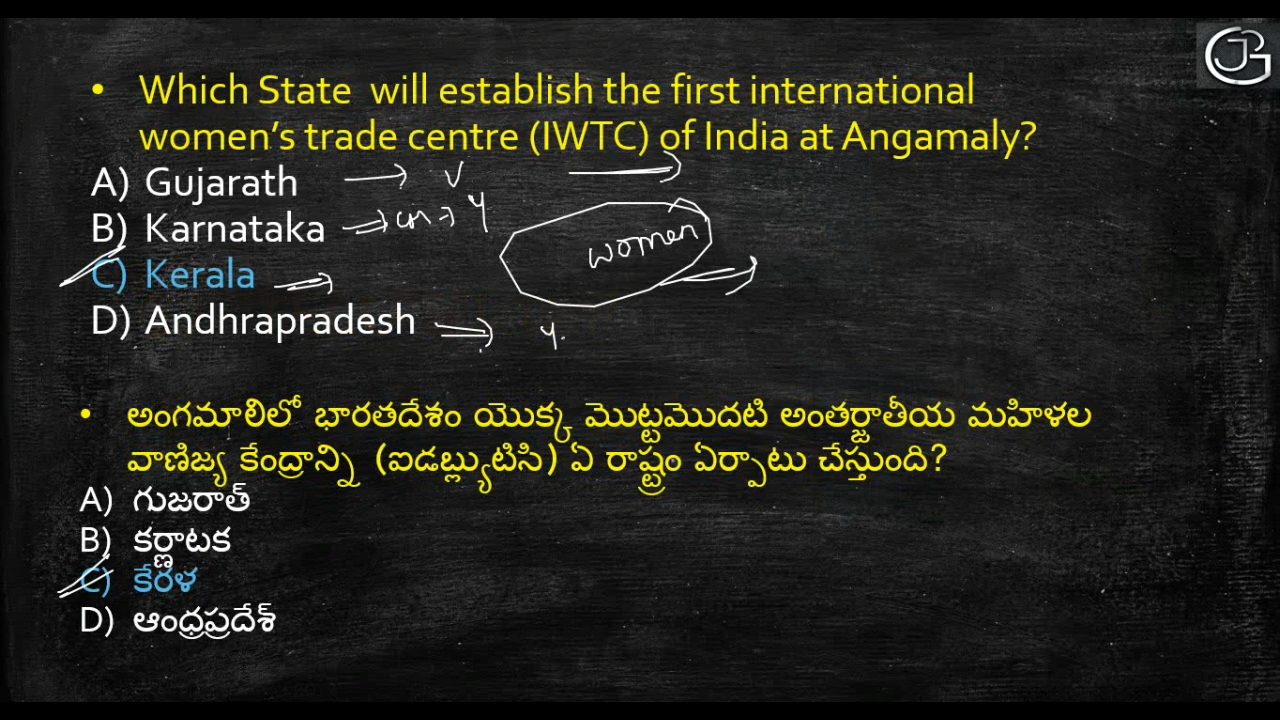 • Which State will establish the first international
women's trade centre (IWTC) of India at Angamaly?
A) Gujarath
B) Karnataka
C) Kerala
D) Andhrapradesh
women
• అంగమాలిలో భారతదేశం యొక్క మొట్టమొదటి అంతర్జాతీయ మహిళల
వాణిజ్య కేంద్రాన్ని (ఐడబ్ల్యుటిసి) ఏ రాష్ట్రం ఏర్పాటు చేస్తుంది?
A) గుజరాత్
B) కర్ణాటక
C) కేరళ
D) ఆంధ్రప్రదేశ్